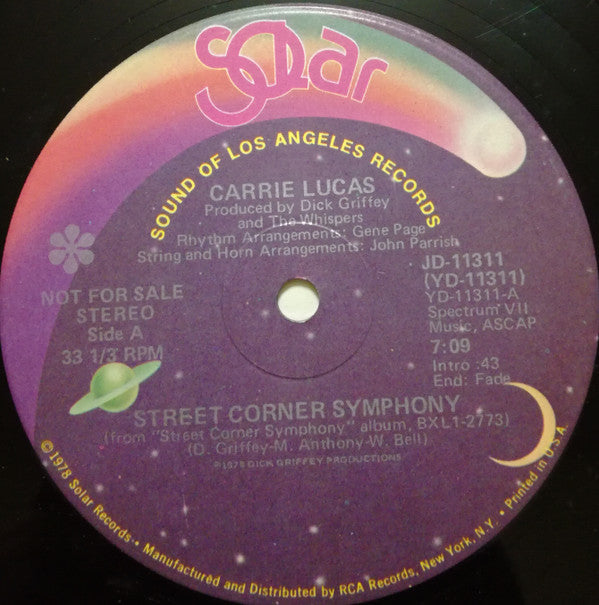 Solar
SOUND OF LOS ANGELES RECORDS
CARRIE LUCAS
Produced by Dick Griffey
and The Whispers
Rhythm Arrangements: Gene Page
String and Horn Arrangements: John Parrish
NOT FOR SALE
STEREO
Side A
33 1/3 RPM
JD-11311
(YD-11311)
YD-11311-A
Spectrum VII
Music, ASCAP
7:09
Intro :43
End: Fade
STREET CORNER SYMPHONY
(from "Street Corner Symphony" album, BXL1-2773)
(D. Griffey-M. Anthony-W. Bell)
℗1978 DICK GRIFFEY PRODUCTIONS
©1978 Solar Records • Manufactured and Distributed by RCA Records, New York, N.Y. • Printed in U.S.A.